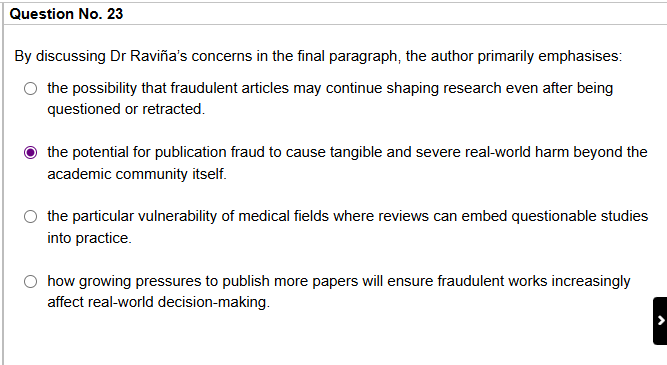 Question No. 23
By discussing Dr Raviña's concerns in the final paragraph, the author primarily emphasises:
the possibility that fraudulent articles may continue shaping research even after being
questioned or retracted.
the potential for publication fraud to cause tangible and severe real-world harm beyond the
academic community itself.
the particular vulnerability of medical fields where reviews can embed questionable studies
into practice.
how growing pressures to publish more papers will ensure fraudulent works increasingly
affect real-world decision-making.